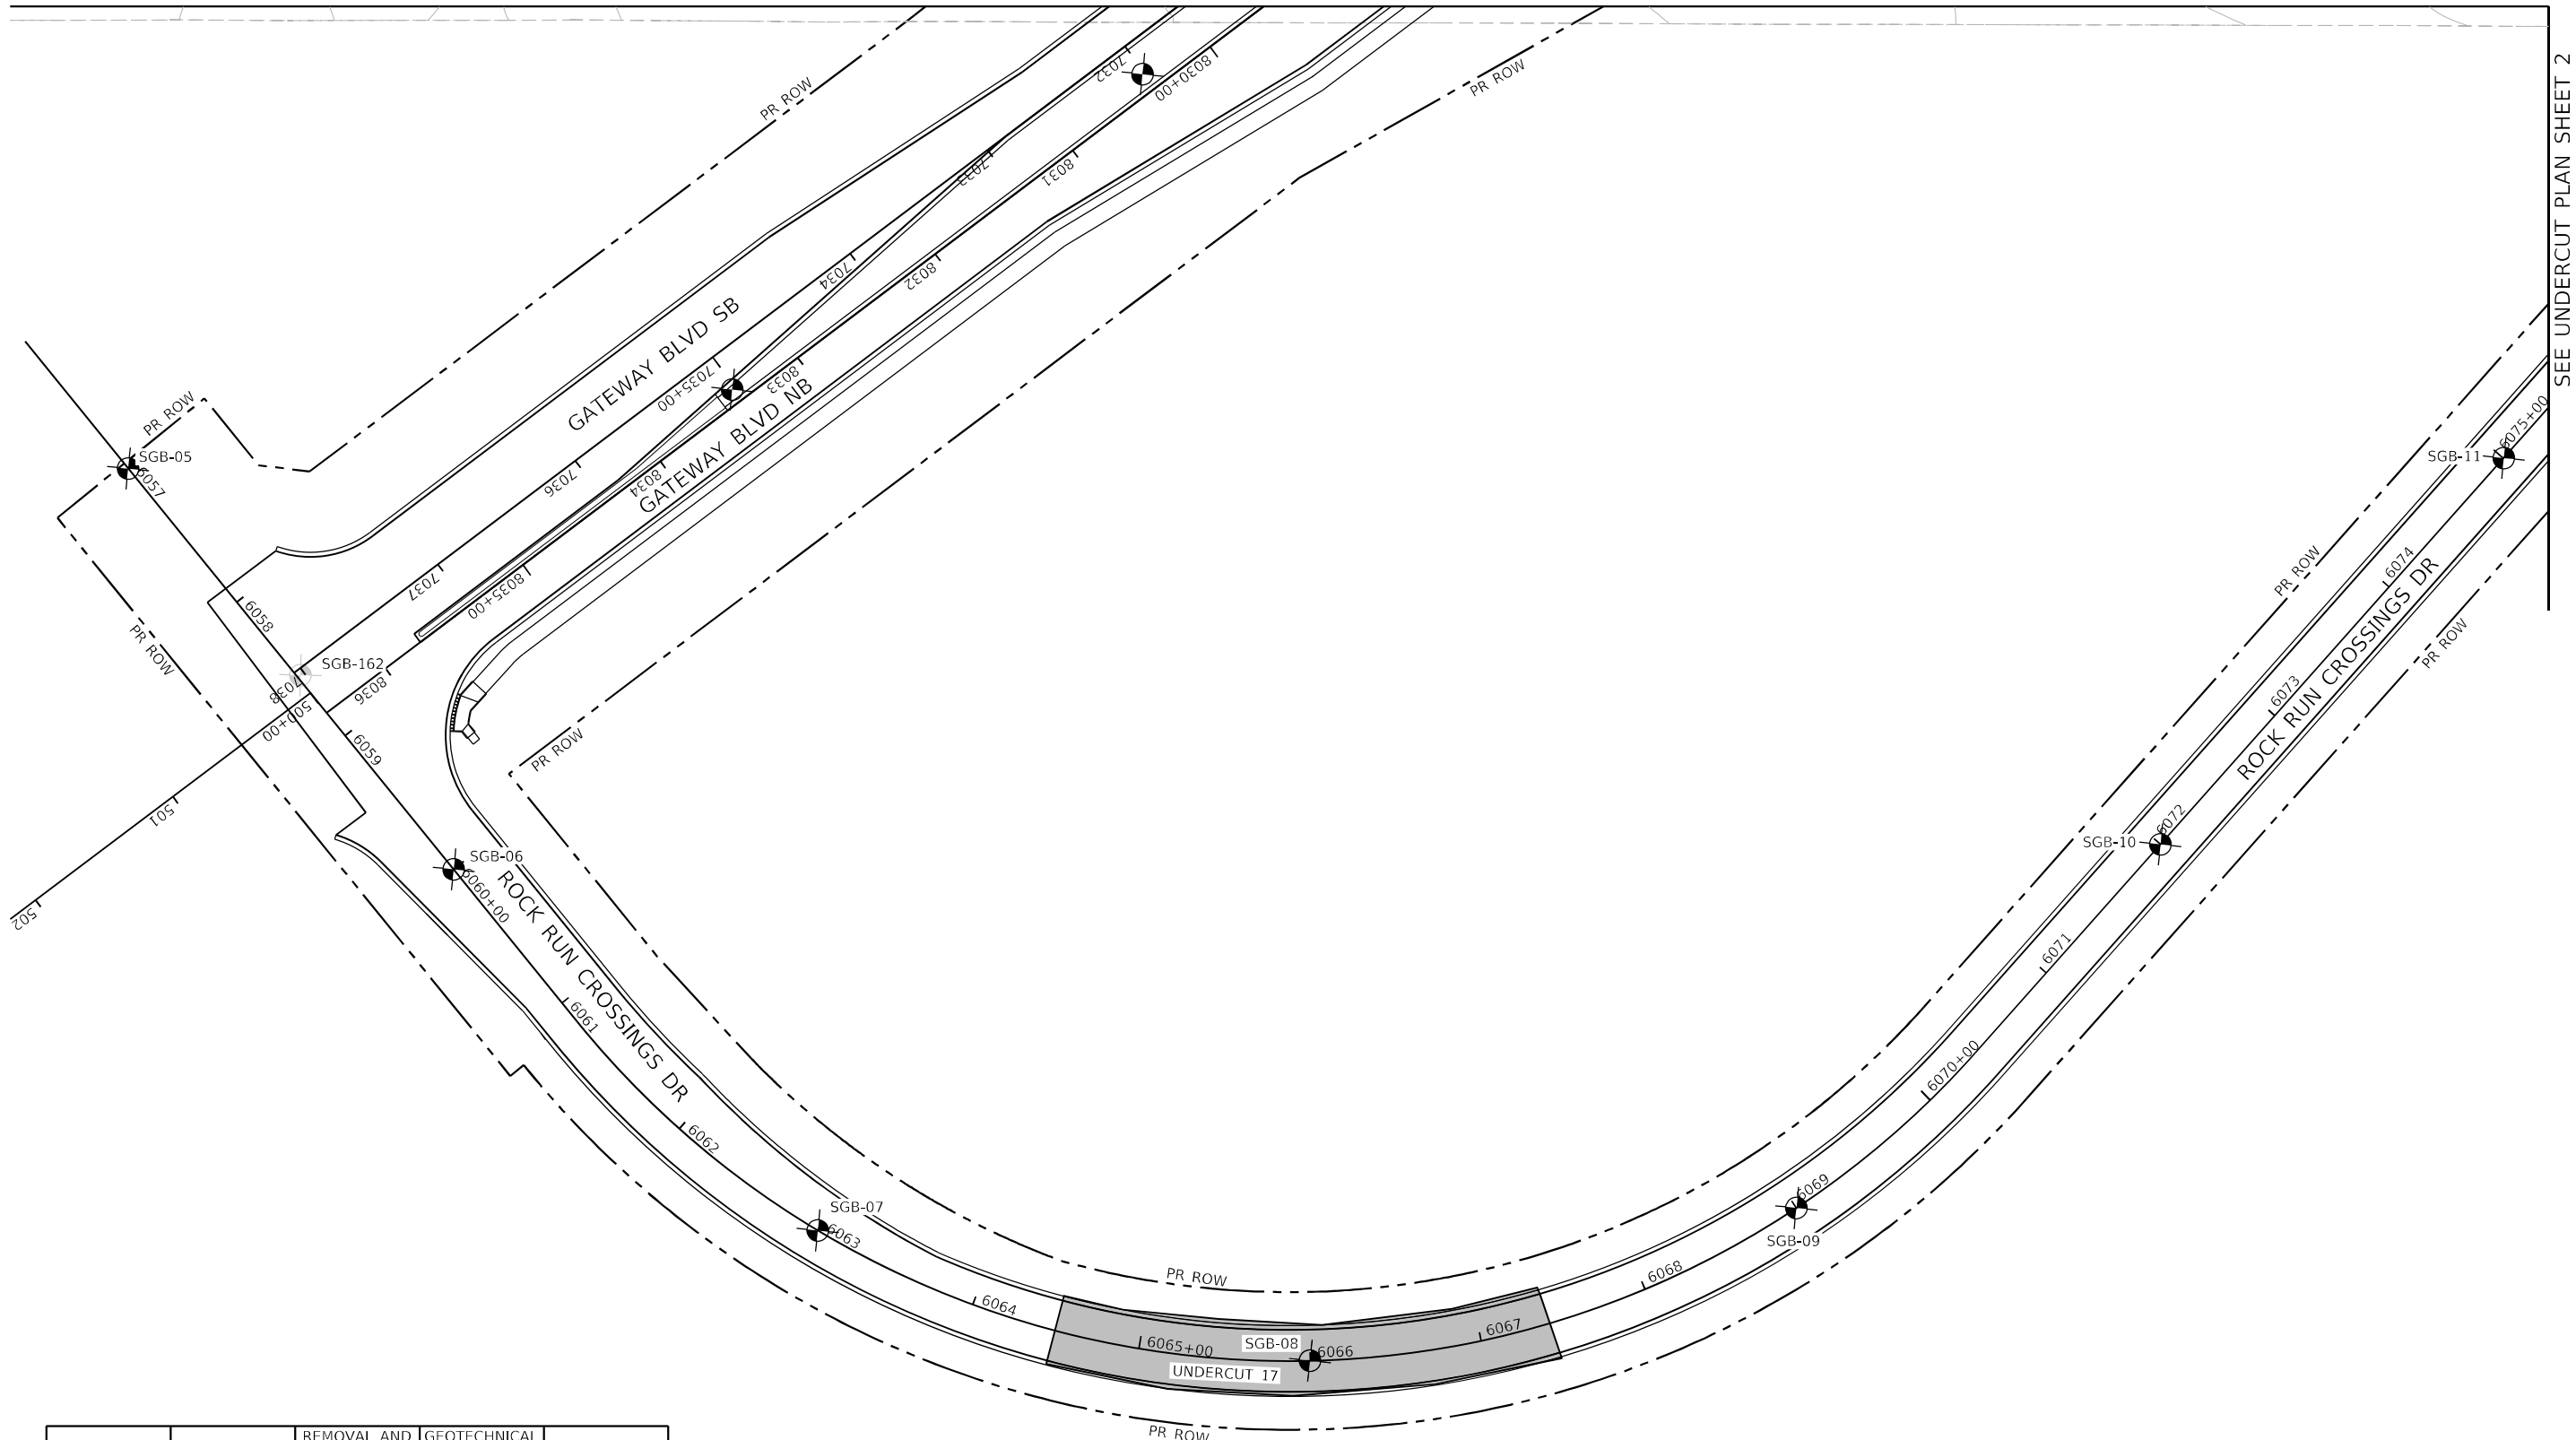 SEE UNDERCUT PLAN SHEET 2
PR ROW
PR ROW
7032
8030+00
7033
8031
7034
8032
GATEWAY BLVD SB
7035+00
8033
GATEWAY BLVD NB
PR ROW
SGB-05
6057
7036
8034
SGB-11
6075+00
7037
8035+00
6058
PR ROW
SGB-162
7038
8036
500+00
6059
PR ROW
501
502
SGB-06
6060+00
ROCK RUN CROSSINGS DR
6061
6062
SGB-07
6063
6064
PR ROW
6065+00
SGB-08
6066
UNDERCUT 17
6067
6068
SGB-09
6069
6070+00
6071
SGB-10
6072
6073
ROCK RUN CROSSINGS DR
6074
PR ROW
PR ROW
PR ROW
REMOVAL AND
GEOTECHNICAL